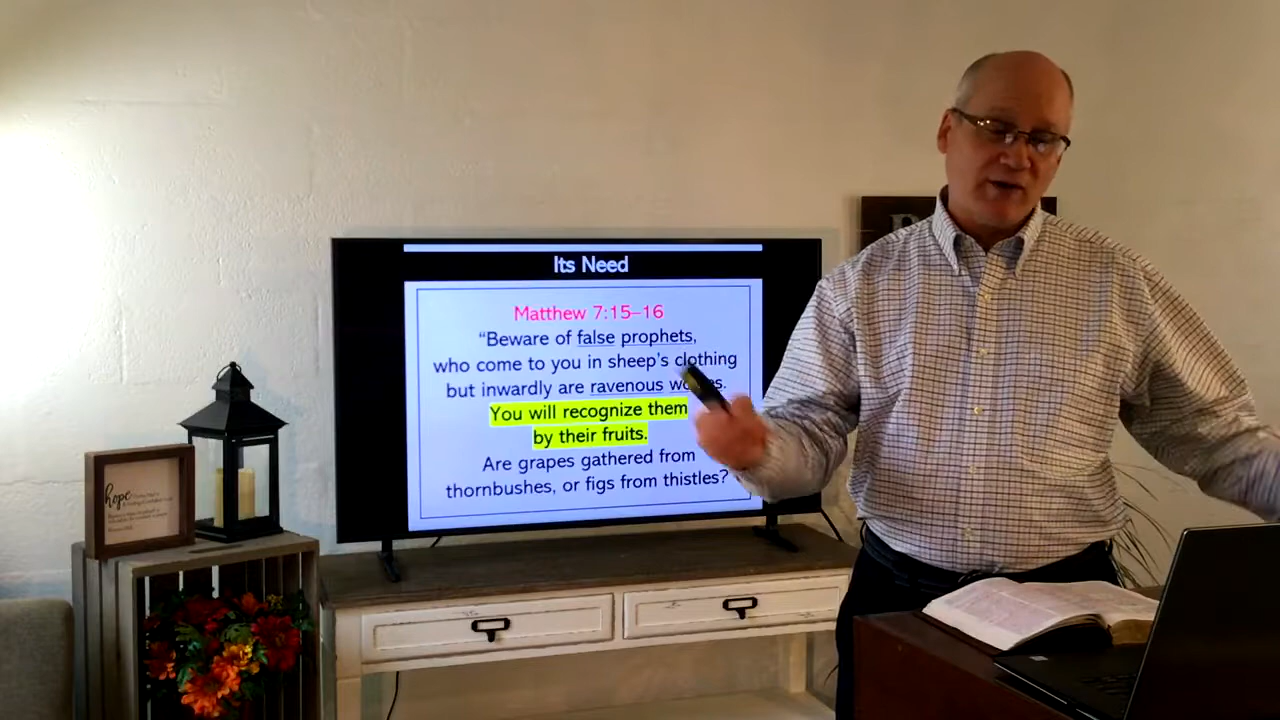 Its Need
Matthew 7:15–16
“Beware of false prophets,
who come to you in sheep’s clothing
but inwardly are ravenous wolves.
You will recognize them
by their fruits.
Are grapes gathered from
thornbushes, or figs from thistles?
hope